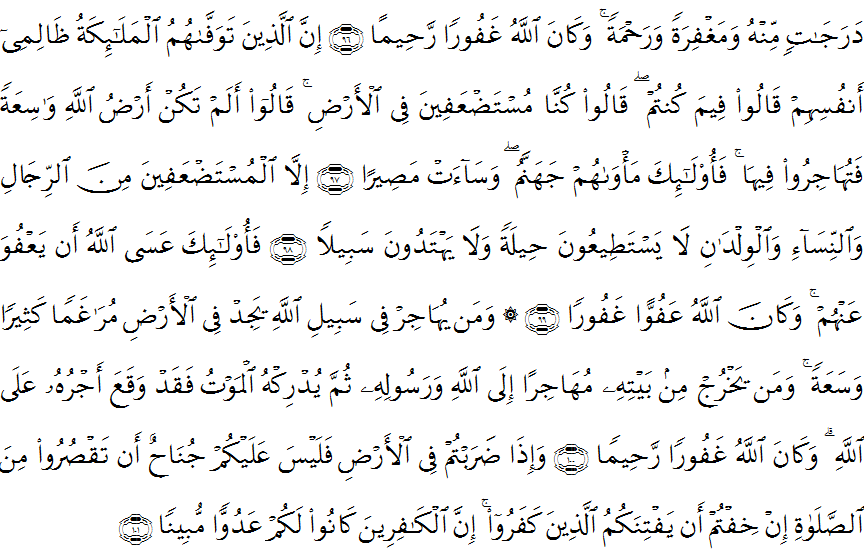 دَرَجَـٰتٍ مِّنْهُ وَمَغْفِرَةً وَرَحْمَةً ۚ وَكَانَ ٱللَّهُ غَفُورًا رَّحِيمًا ﴿٩٦﴾ إِنَّ ٱلَّذِينَ تَوَفَّىٰهُمُ ٱلْمَلَـٰٓئِكَةُ ظَالِمِىٓ
أَنفُسِهِمْ قَالُوا۟ فِيمَ كُنتُمْ ۖ قَالُوا۟ كُنَّا مُسْتَضْعَفِينَ فِى ٱلْأَرْضِ ۚ قَالُوٓا۟ أَلَمْ تَكُنْ أَرْضُ ٱللَّهِ وَٰسِعَةً
فَتُهَاجِرُوا۟ فِيهَا ۚ فَأُو۟لَـٰٓئِكَ مَأْوَىٰهُمْ جَهَنَّمُ ۖ وَسَآءَتْ مَصِيرًا ﴿٩٧﴾ إِلَّا ٱلْمُسْتَضْعَفِينَ مِنَ ٱلرِّجَالِ
وَٱلنِّسَآءِ وَٱلْوِلْدَٰنِ لَا يَسْتَطِيعُونَ حِيلَةً وَلَا يَهْتَدُونَ سَبِيلًا ﴿٩٨﴾ فَأُو۟لَـٰٓئِكَ عَسَى ٱللَّهُ أَن يَعْفُوَ
عَنْهُمْ ۚ وَكَانَ ٱللَّهُ عَفُوًّا غَفُورًا ﴿٩٩﴾ ۞ وَمَن يُهَاجِرْ فِى سَبِيلِ ٱللَّهِ يَجِدْ فِى ٱلْأَرْضِ مُرَٰغَمًا كَثِيرًا
وَسَعَةً ۚ وَمَن يَخْرُجْ مِنۢ بَيْتِهِۦ مُهَاجِرًا إِلَى ٱللَّهِ وَرَسُولِهِۦ ثُمَّ يُدْرِكْهُ ٱلْمَوْتُ فَقَدْ وَقَعَ أَجْرُهُۥ عَلَى
ٱللَّهِ ۗ وَكَانَ ٱللَّهُ غَفُورًا رَّحِيمًا ﴿١٠٠﴾ وَإِذَا ضَرَبْتُمْ فِى ٱلْأَرْضِ فَلَيْسَ عَلَيْكُمْ جُنَاحٌ أَن تَقْصُرُوا۟ مِنَ
ٱلصَّلَوٰةِ إِنْ خِفْتُمْ أَن يَفْتِنَكُمُ ٱلَّذِينَ كَفَرُوٓا۟ ۚ إِنَّ ٱلْكَـٰفِرِينَ كَانُوا۟ لَكُمْ عَدُوًّا مُّبِينًا ﴿١٠١﴾